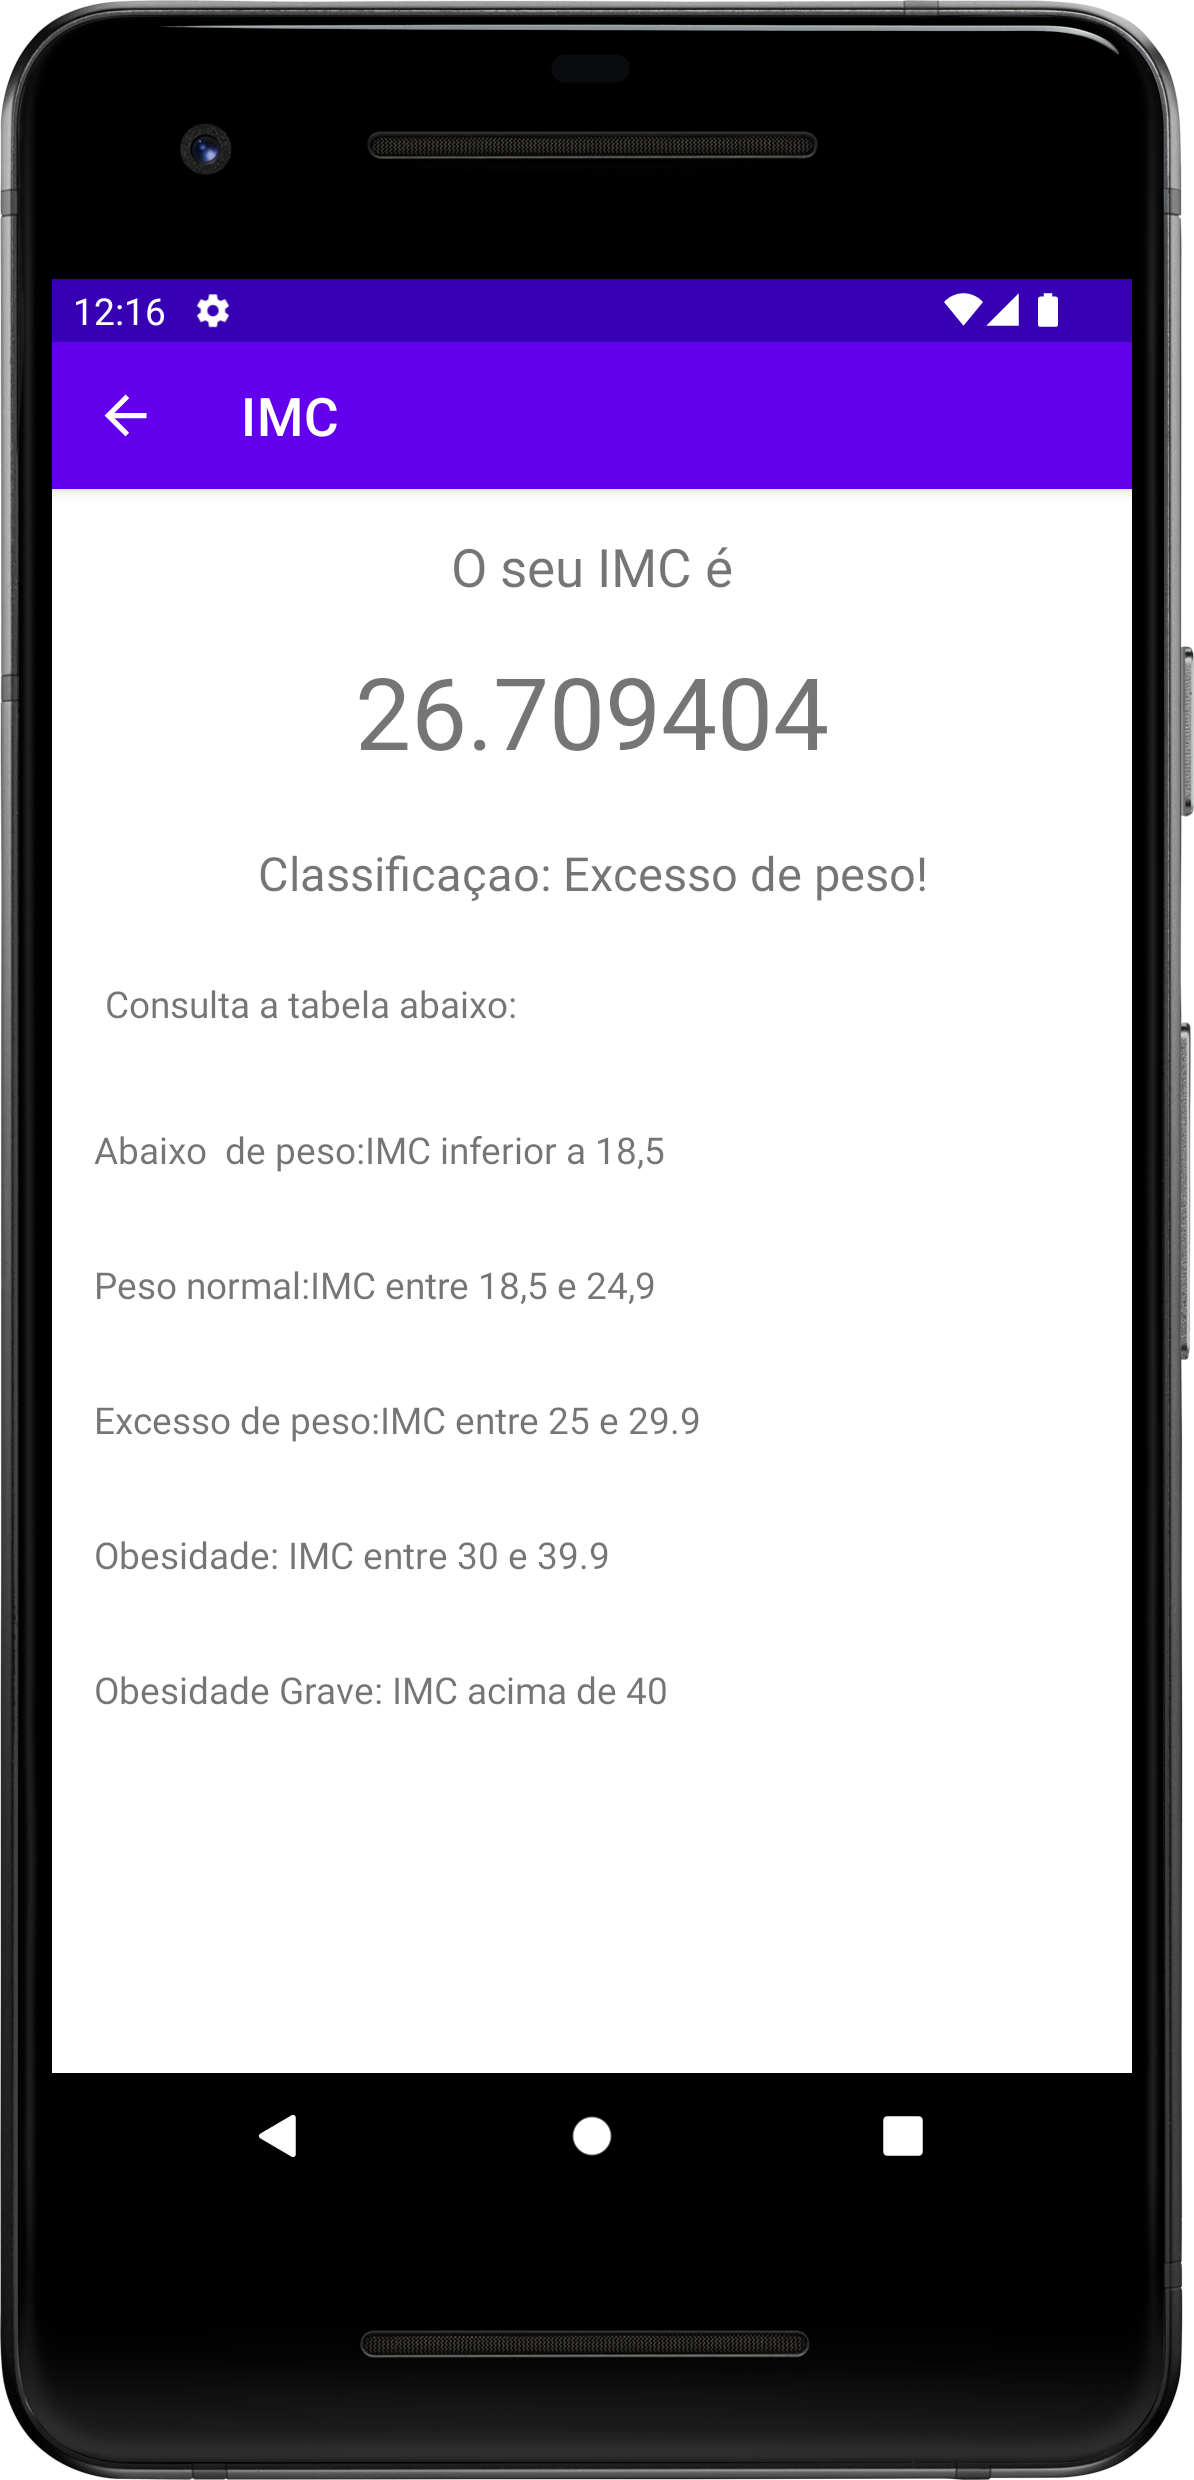 12:16
IMC
O seu IMC é
26.709404
Classificaçao: Excesso de peso!
Consulta a tabela abaixo:
Abaixo  de peso:IMC inferior a 18,5
Peso normal:IMC entre 18,5 e 24,9
Excesso de peso:IMC entre 25 e 29.9
Obesidade: IMC entre 30 e 39.9
Obesidade Grave: IMC acima de 40